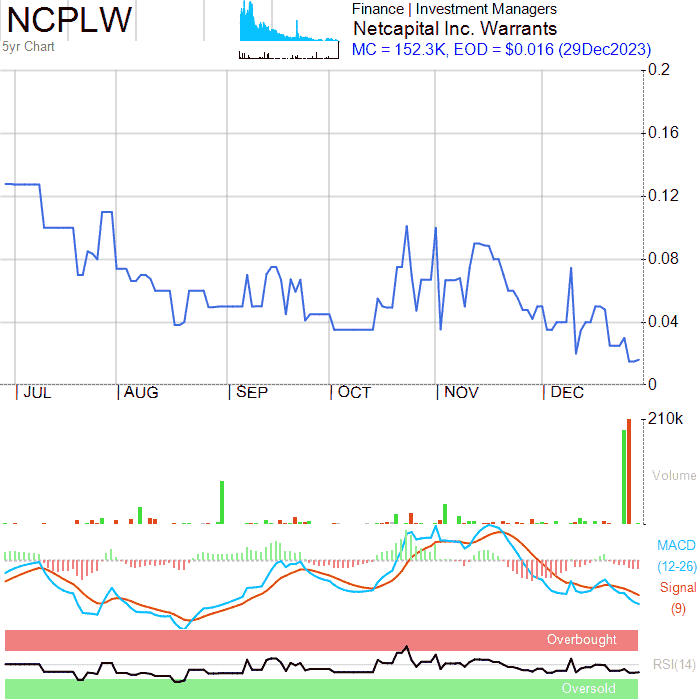 NCPLW
5yr Chart
Finance | Investment Managers
Netcapital Inc. Warrants
MC = 152.3K, EOD = $0.016 (29Dec2023)
0.2
0.16
0.12
0.08
0.04
0
JUL AUG SEP OCT NOV DEC
210k
Volume
MACD
(12-26)
Signal
(9)
Overbought
RSI(14)
Oversold